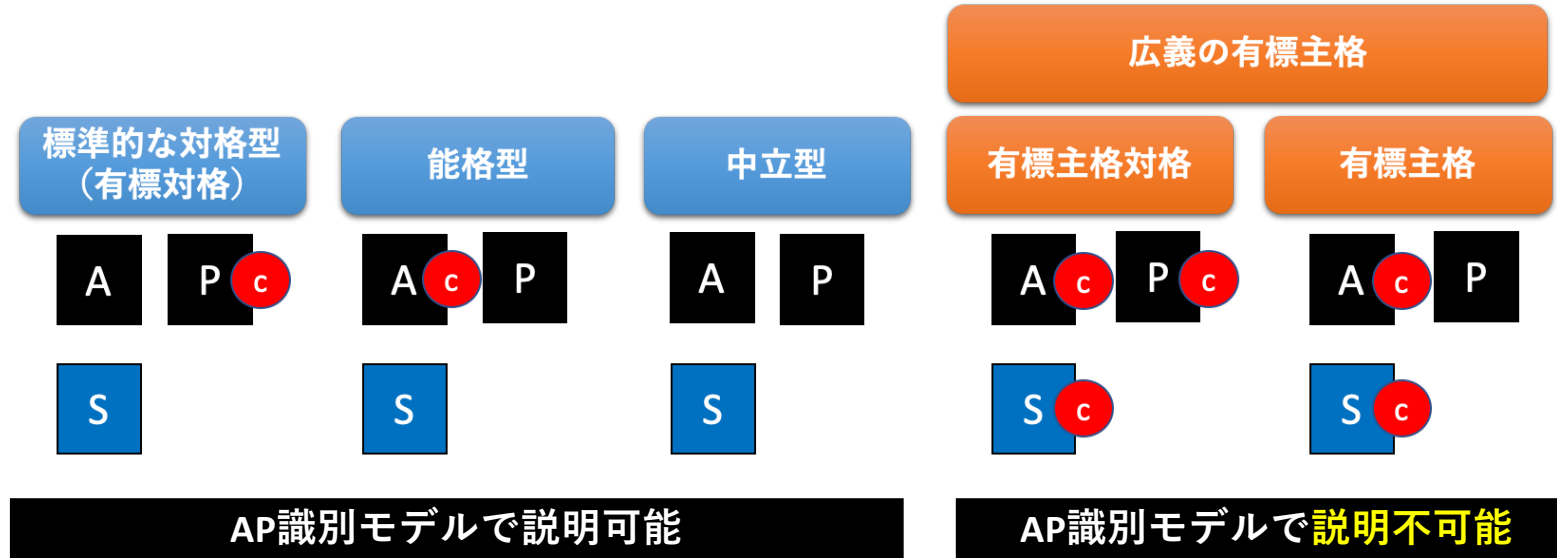 広義の有標主格
標準的な対格型
（有標対格）
能格型
中立型
有標主格対格
有標主格
A P c
A c P
A P
A c P c
A c P
S
S
S
S c
S c
AP識別モデルで説明可能
AP識別モデルで説明不可能